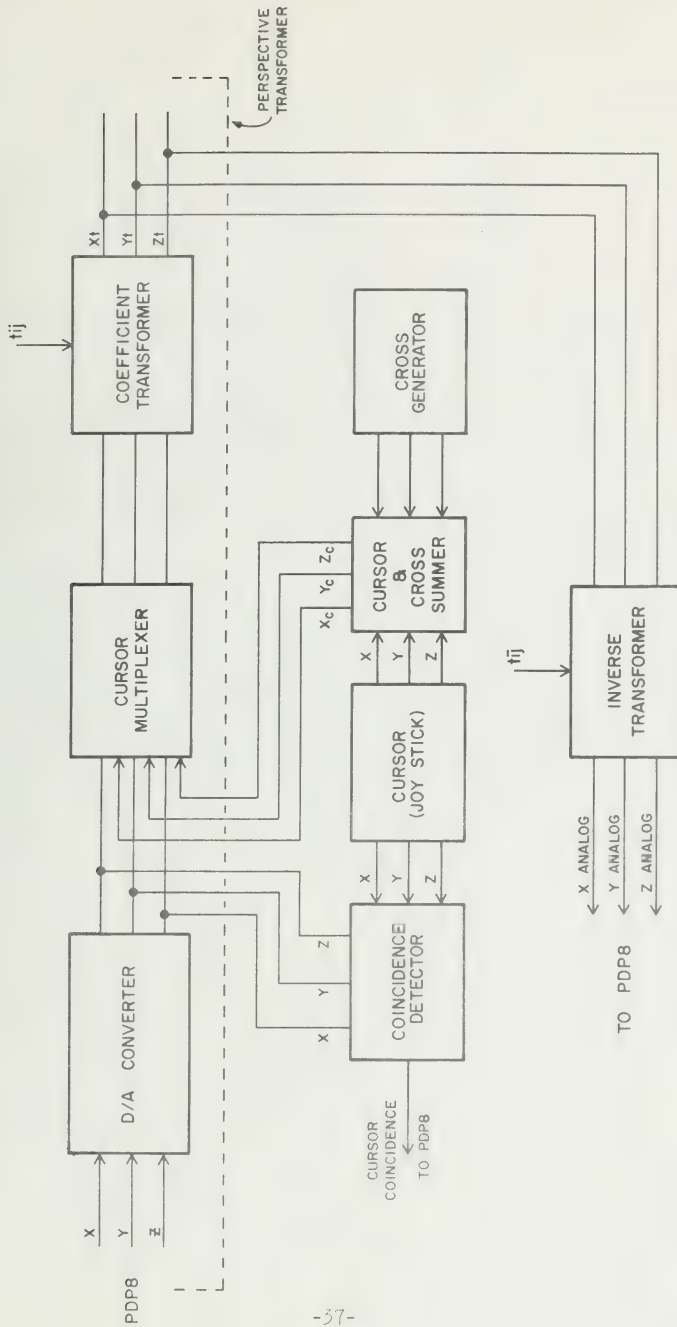 PERSPECTIVE
TRANSFORMER
PDP8
X
Y
Z
D/A CONVERTER
CURSOR
MULTIPLEXER
tij
COEFFICIENT
TRANSFORMER
Xt
Yt
Zt
X
Y
Z
Xc
Yc
Zc
CURSOR
COINCIDENCE
TO PDP8
COINCIDENCE
DETECTOR
X
Y
Z
CURSOR
(JOY STICK)
X
Y
Z
CURSOR
&
CROSS
SUMMER
CROSS
GENERATOR
TO PDP8
X ANALOG
Y ANALOG
Z ANALOG
INVERSE
TRANSFORMER
-37-